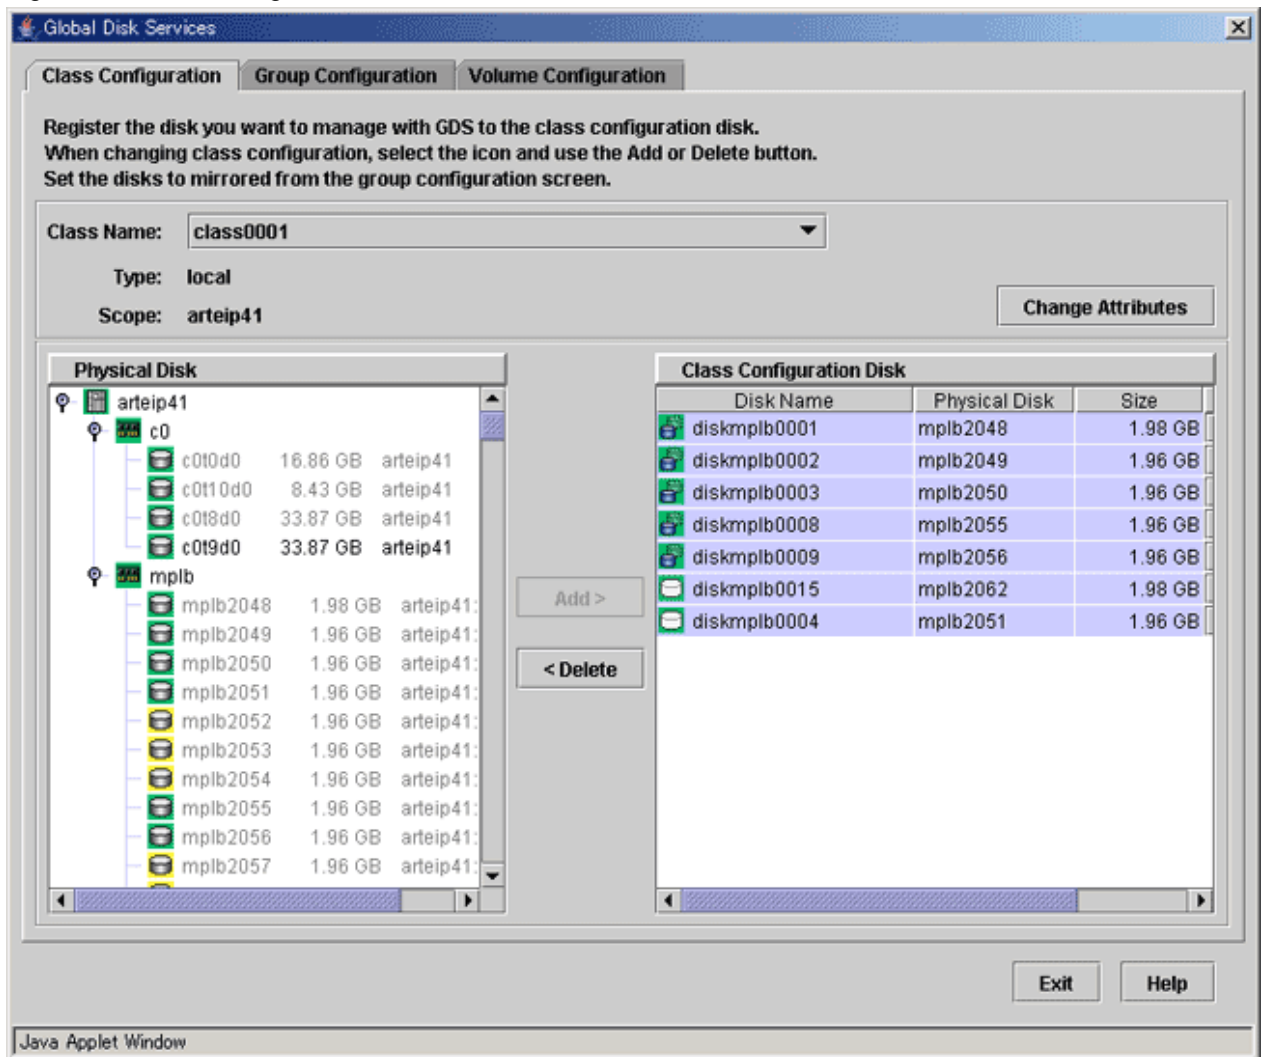 Global Disk Services
Class Configuration Group Configuration Volume Configuration
Register the disk you want to manage with GDS to the class configuration disk.
When changing class configuration, select the icon and use the Add or Delete button.
Set the disks to mirrored from the group configuration screen.
Class Name: class0001
Type: local
Scope: arteip41
Change Attributes
Physical Disk
arteip41
c0
c0t0d0 16.86 GB arteip41
c0t10d0 8.43 GB arteip41
c0t8d0 33.87 GB arteip41
c0t9d0 33.87 GB arteip41
mplb
mplb2048 1.98 GB arteip41:
mplb2049 1.96 GB arteip41:
mplb2050 1.96 GB arteip41:
mplb2051 1.96 GB arteip41:
mplb2052 1.96 GB arteip41:
mplb2053 1.96 GB arteip41:
mplb2054 1.96 GB arteip41:
mplb2055 1.96 GB arteip41:
mplb2056 1.96 GB arteip41:
mplb2057 1.96 GB arteip41:
Add >
< Delete
Class Configuration Disk
Disk Name Physical Disk Size
diskmplb0001 mplb2048 1.98 GB
diskmplb0002 mplb2049 1.96 GB
diskmplb0003 mplb2050 1.96 GB
diskmplb0008 mplb2055 1.96 GB
diskmplb0009 mplb2056 1.96 GB
diskmplb0015 mplb2062 1.98 GB
diskmplb0004 mplb2051 1.96 GB
Exit Help
Java Applet Window